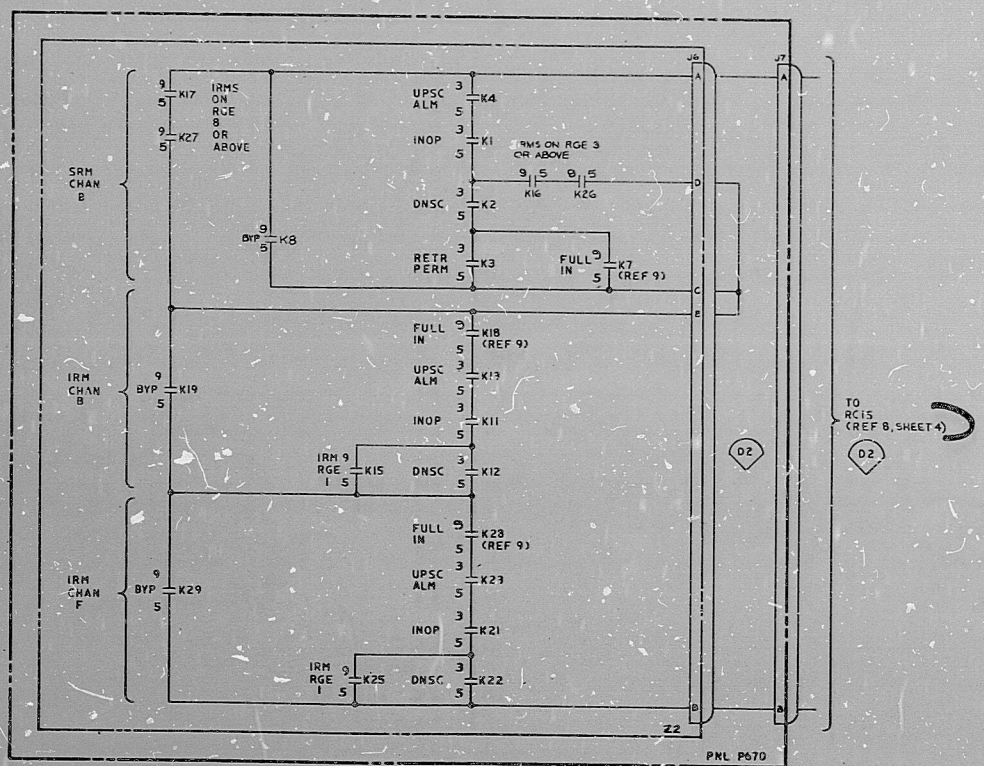 J6
J7
A
A
9
K17
5
IRMS
ON
RGE
8
OR
ABOVE
9
K27
5
UPSC
ALM
3
K4
5
INOP
3
K1
5
IRMS ON RGE 3
OR ABOVE
9 5
K16
8 5
K26
D
SRM
CHAN
B
DNSC
3
K2
5
9
BYP K8
5
RETR
PERM
3
K3
5
FULL
IN
9
K7
5
(REF 9)
C
E
FULL
IN
9
K18
5
(REF 9)
UPSC
ALM
3
K13
5
IRM
CHAN
B
9
BYP K19
5
INOP
3
K11
5
TO
RCIS
(REF 8, SHEET 4)
D2
D2
IRM
RGE
1
9
K15
5
DNSC
3
K12
5
FULL
IN
9
K28
5
(REF 9)
UPSC
ALM
3
K23
5
IRM
CHAN
F
9
BYP K29
5
INOP
3
K21
5
IRM
RGE
1
9
K25
5
DNSC
3
K22
5
B
B
Z2
PNL P670